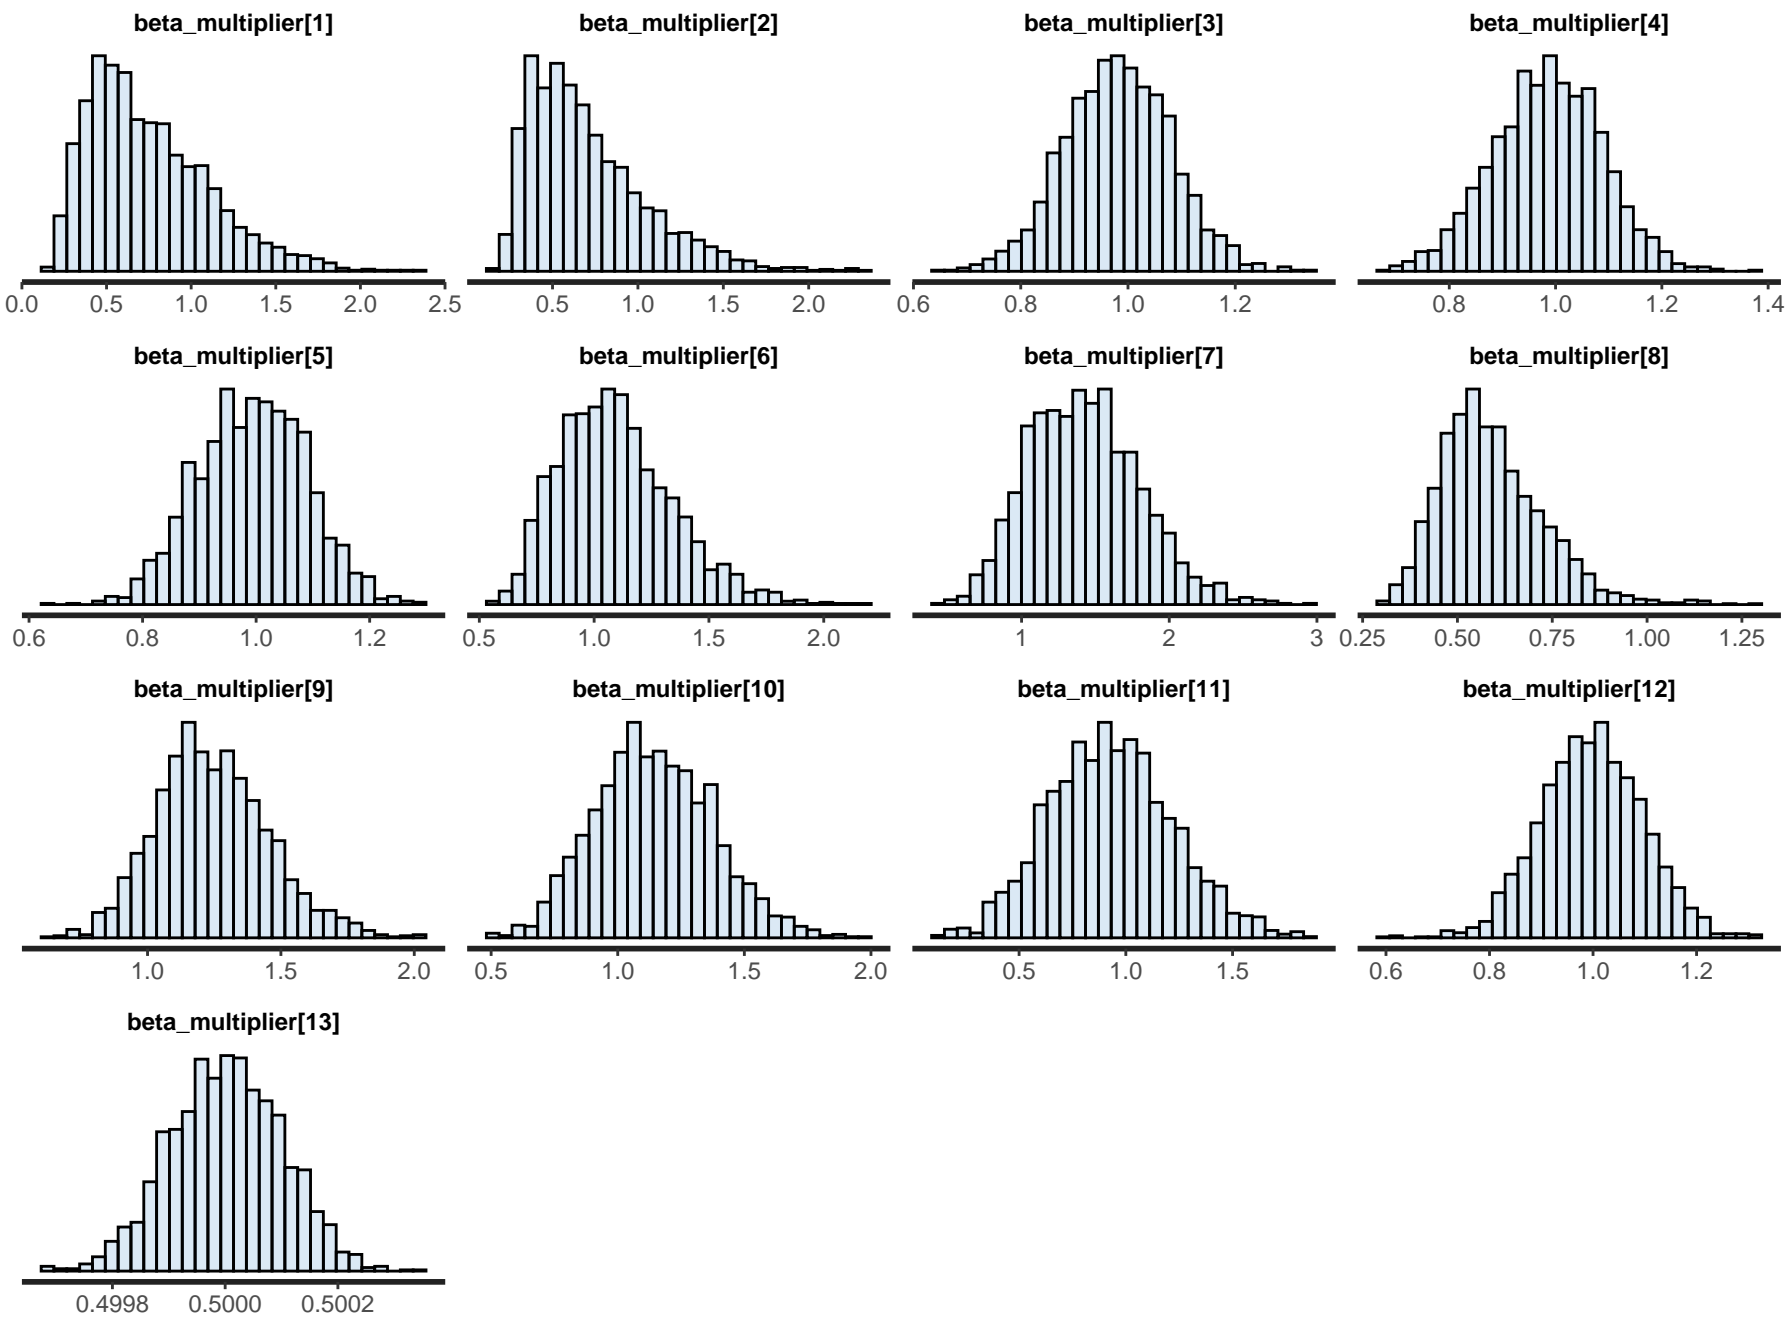 beta_multiplier[1] beta_multiplier[2] beta_multiplier[3] beta_multiplier[4]
0.0 0.5 1.0 1.5 2.0 2.5 0.5 1.0 1.5 2.0 0.6 0.8 1.0 1.2 0.8 1.0 1.2 1.4
beta_multiplier[5] beta_multiplier[6] beta_multiplier[7] beta_multiplier[8]
0.6 0.8 1.0 1.2 0.5 1.0 1.5 2.0 1 2 3 0.25 0.50 0.75 1.00 1.25
beta_multiplier[9] beta_multiplier[10] beta_multiplier[11] beta_multiplier[12]
1.0 1.5 2.0 0.5 1.0 1.5 2.0 0.5 1.0 1.5 0.6 0.8 1.0 1.2
beta_multiplier[13]
0.4998 0.5000 0.5002